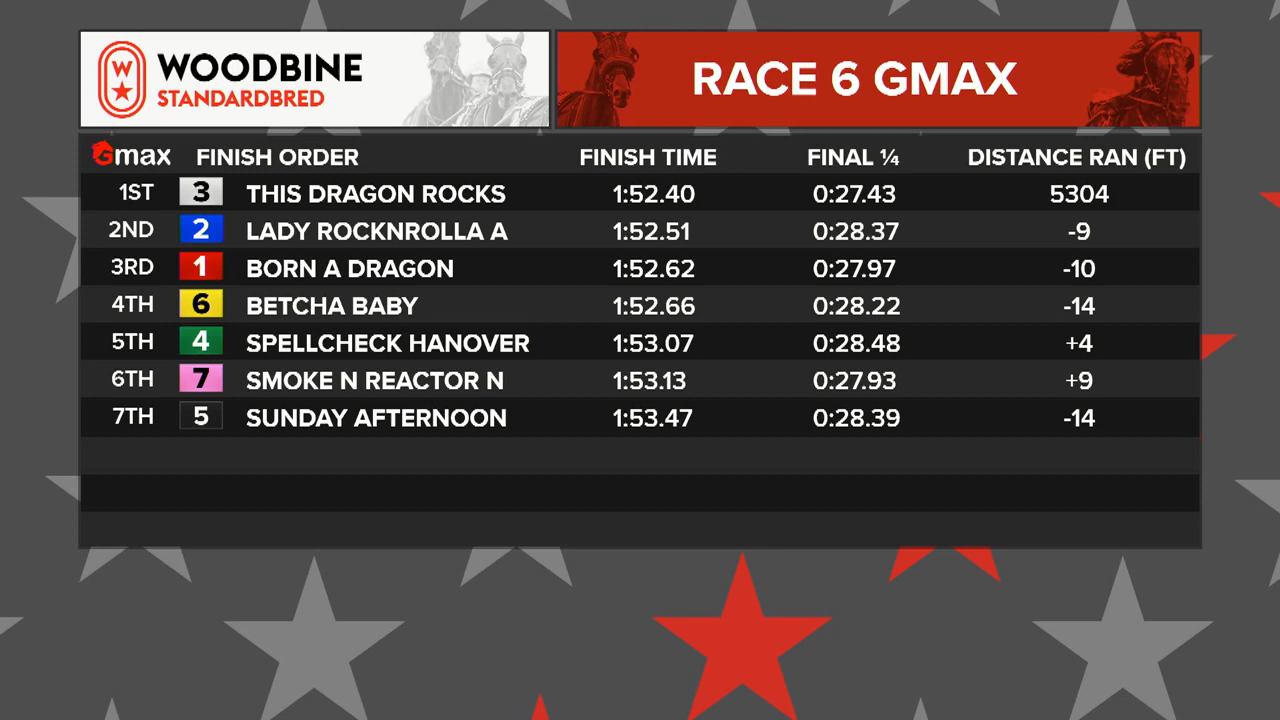 W
WOODBINE
STANDARDBRED
RACE 6 GMAX
Gmax FINISH ORDER FINISH TIME FINAL ¼ DISTANCE RAN (FT)
1ST 3 THIS DRAGON ROCKS 1:52.40 0:27.43 5304
2ND 2 LADY ROCKNROLLA A 1:52.51 0:28.37 -9
3RD 1 BORN A DRAGON 1:52.62 0:27.97 -10
4TH 6 BETCHA BABY 1:52.66 0:28.22 -14
5TH 4 SPELLCHECK HANOVER 1:53.07 0:28.48 +4
6TH 7 SMOKE N REACTOR N 1:53.13 0:27.93 +9
7TH 5 SUNDAY AFTERNOON 1:53.47 0:28.39 -14